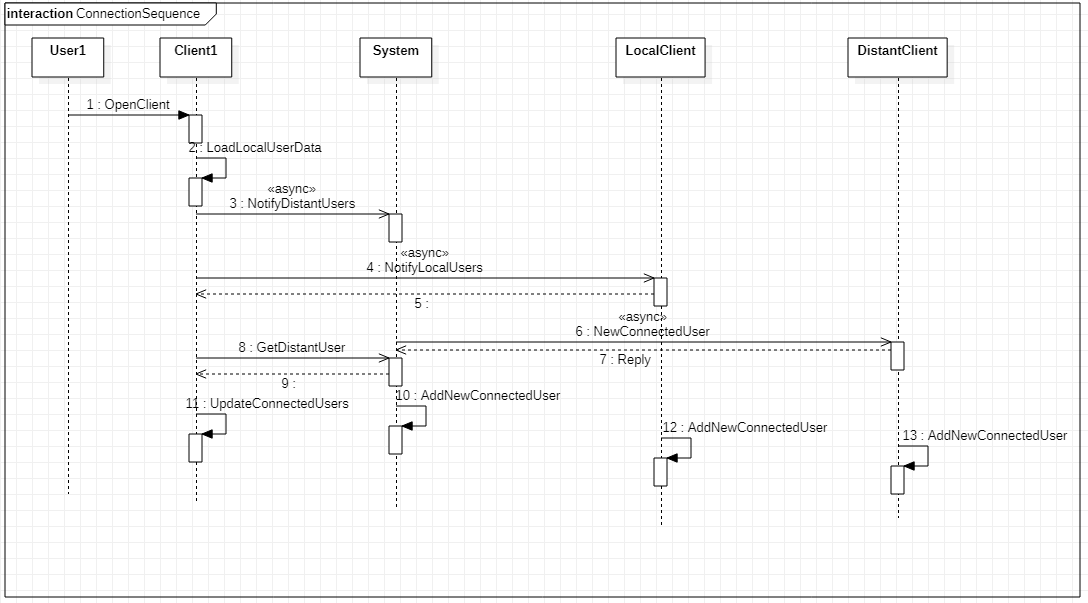 interaction ConnectionSequence
User1
Client1
System
LocalClient
DistantClient
1 : OpenClient
2 : LoadLocalUserData
«async»
3 : NotifyDistantUsers
«async»
4 : NotifyLocalUsers
5 :
«async»
6 : NewConnectedUser
7 : Reply
8 : GetDistantUser
9 :
10 : AddNewConnectedUser
11 : UpdateConnectedUsers
12 : AddNewConnectedUser
13 : AddNewConnectedUser